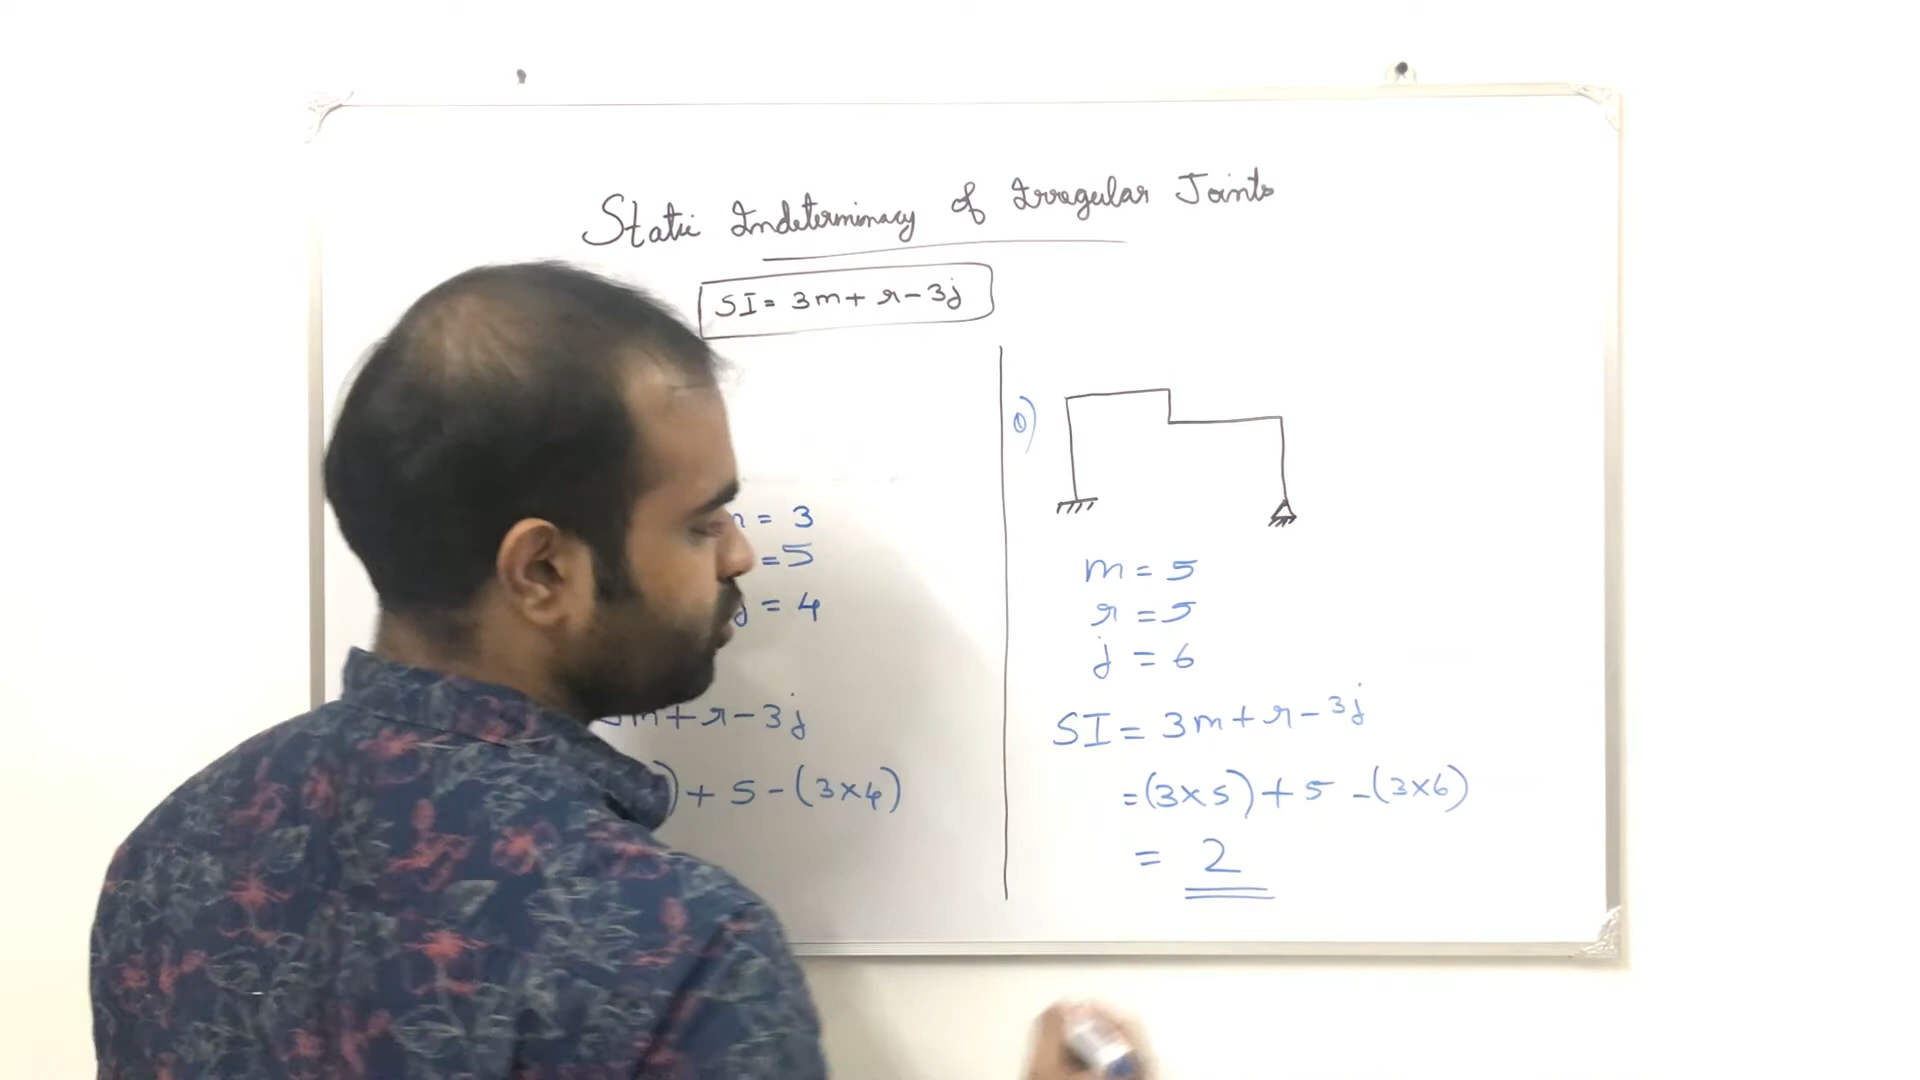 Static Indeterminacy of Irregular Joints
SI = 3m + r - 3j
= 3
= 5
j = 4
3m + r - 3j
) + 5 - (3 × 4)
1)
m = 5
r = 5
j = 6
SI = 3m + r - 3j
= (3 × 5) + 5 - (3 × 6)
= 2